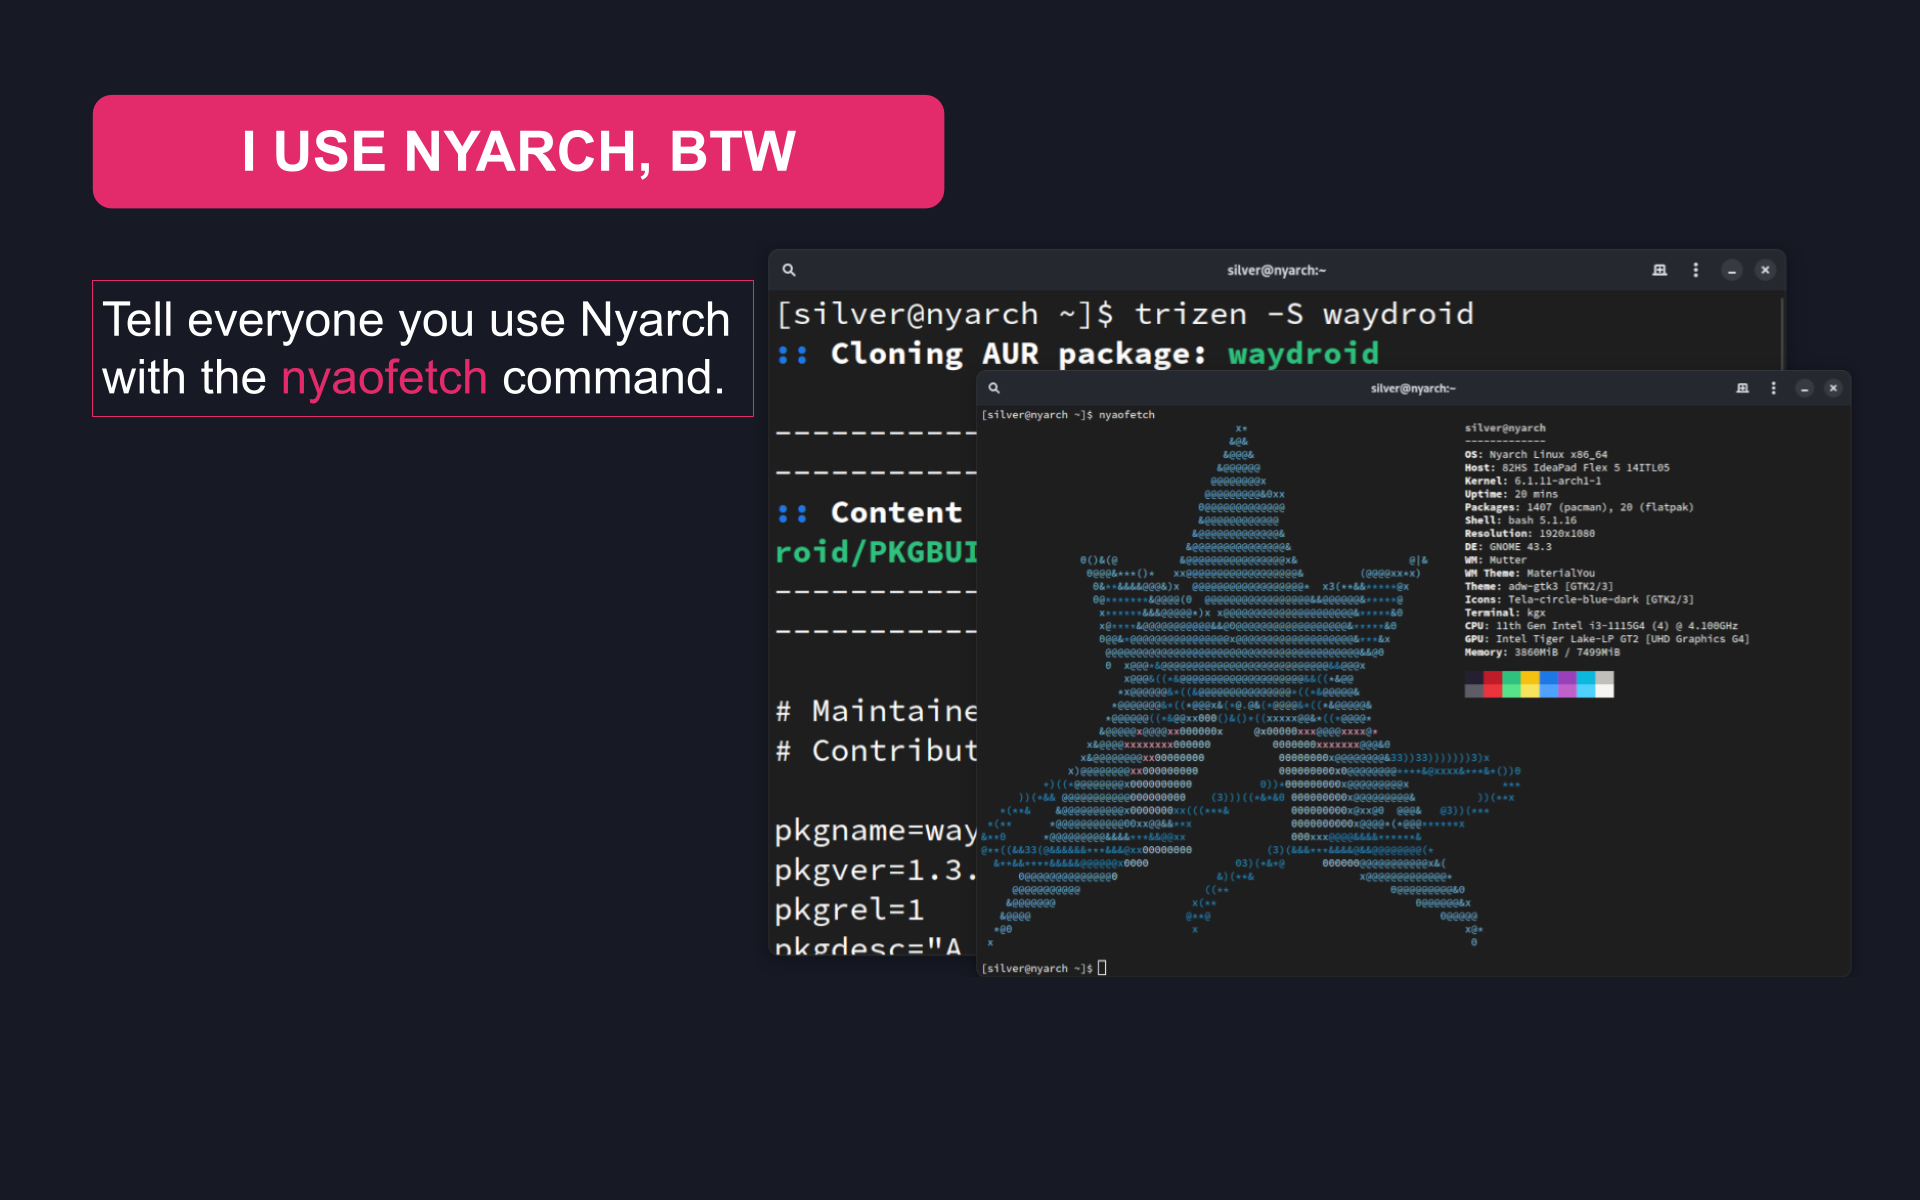 I USE NYARCH, BTW
Tell everyone you use Nyarch
with the nyaofetch command.
silver@nyarch:~
[silver@nyarch ~]$ trizen -S waydroid
:: Cloning AUR package: waydroid
:: Content
roid/PKGBUI
# Maintaine
# Contribut
pkgname=way
pkgver=1.3.
pkgrel=1
pkgdesc="A
silver@nyarch:~
[silver@nyarch ~]$ nyaofetch
silver@nyarch
-------------
OS: Nyarch Linux x86_64
Host: 82HS IdeaPad Flex 5 14ITL05
Kernel: 6.1.11-arch1-1
Uptime: 20 mins
Packages: 1407 (pacman), 20 (flatpak)
Shell: bash 5.1.16
Resolution: 1920x1080
DE: GNOME 43.3
WM: Mutter
WM Theme: MaterialYou
Theme: adw-gtk3 [GTK2/3]
Icons: Tela-circle-blue-dark [GTK2/3]
Terminal: kgx
CPU: 11th Gen Intel i3-1115G4 (4) @ 4.100GHz
GPU: Intel Tiger Lake-LP GT2 [UHD Graphics G4]
Memory: 3860MiB / 7499MiB
[silver@nyarch ~]$